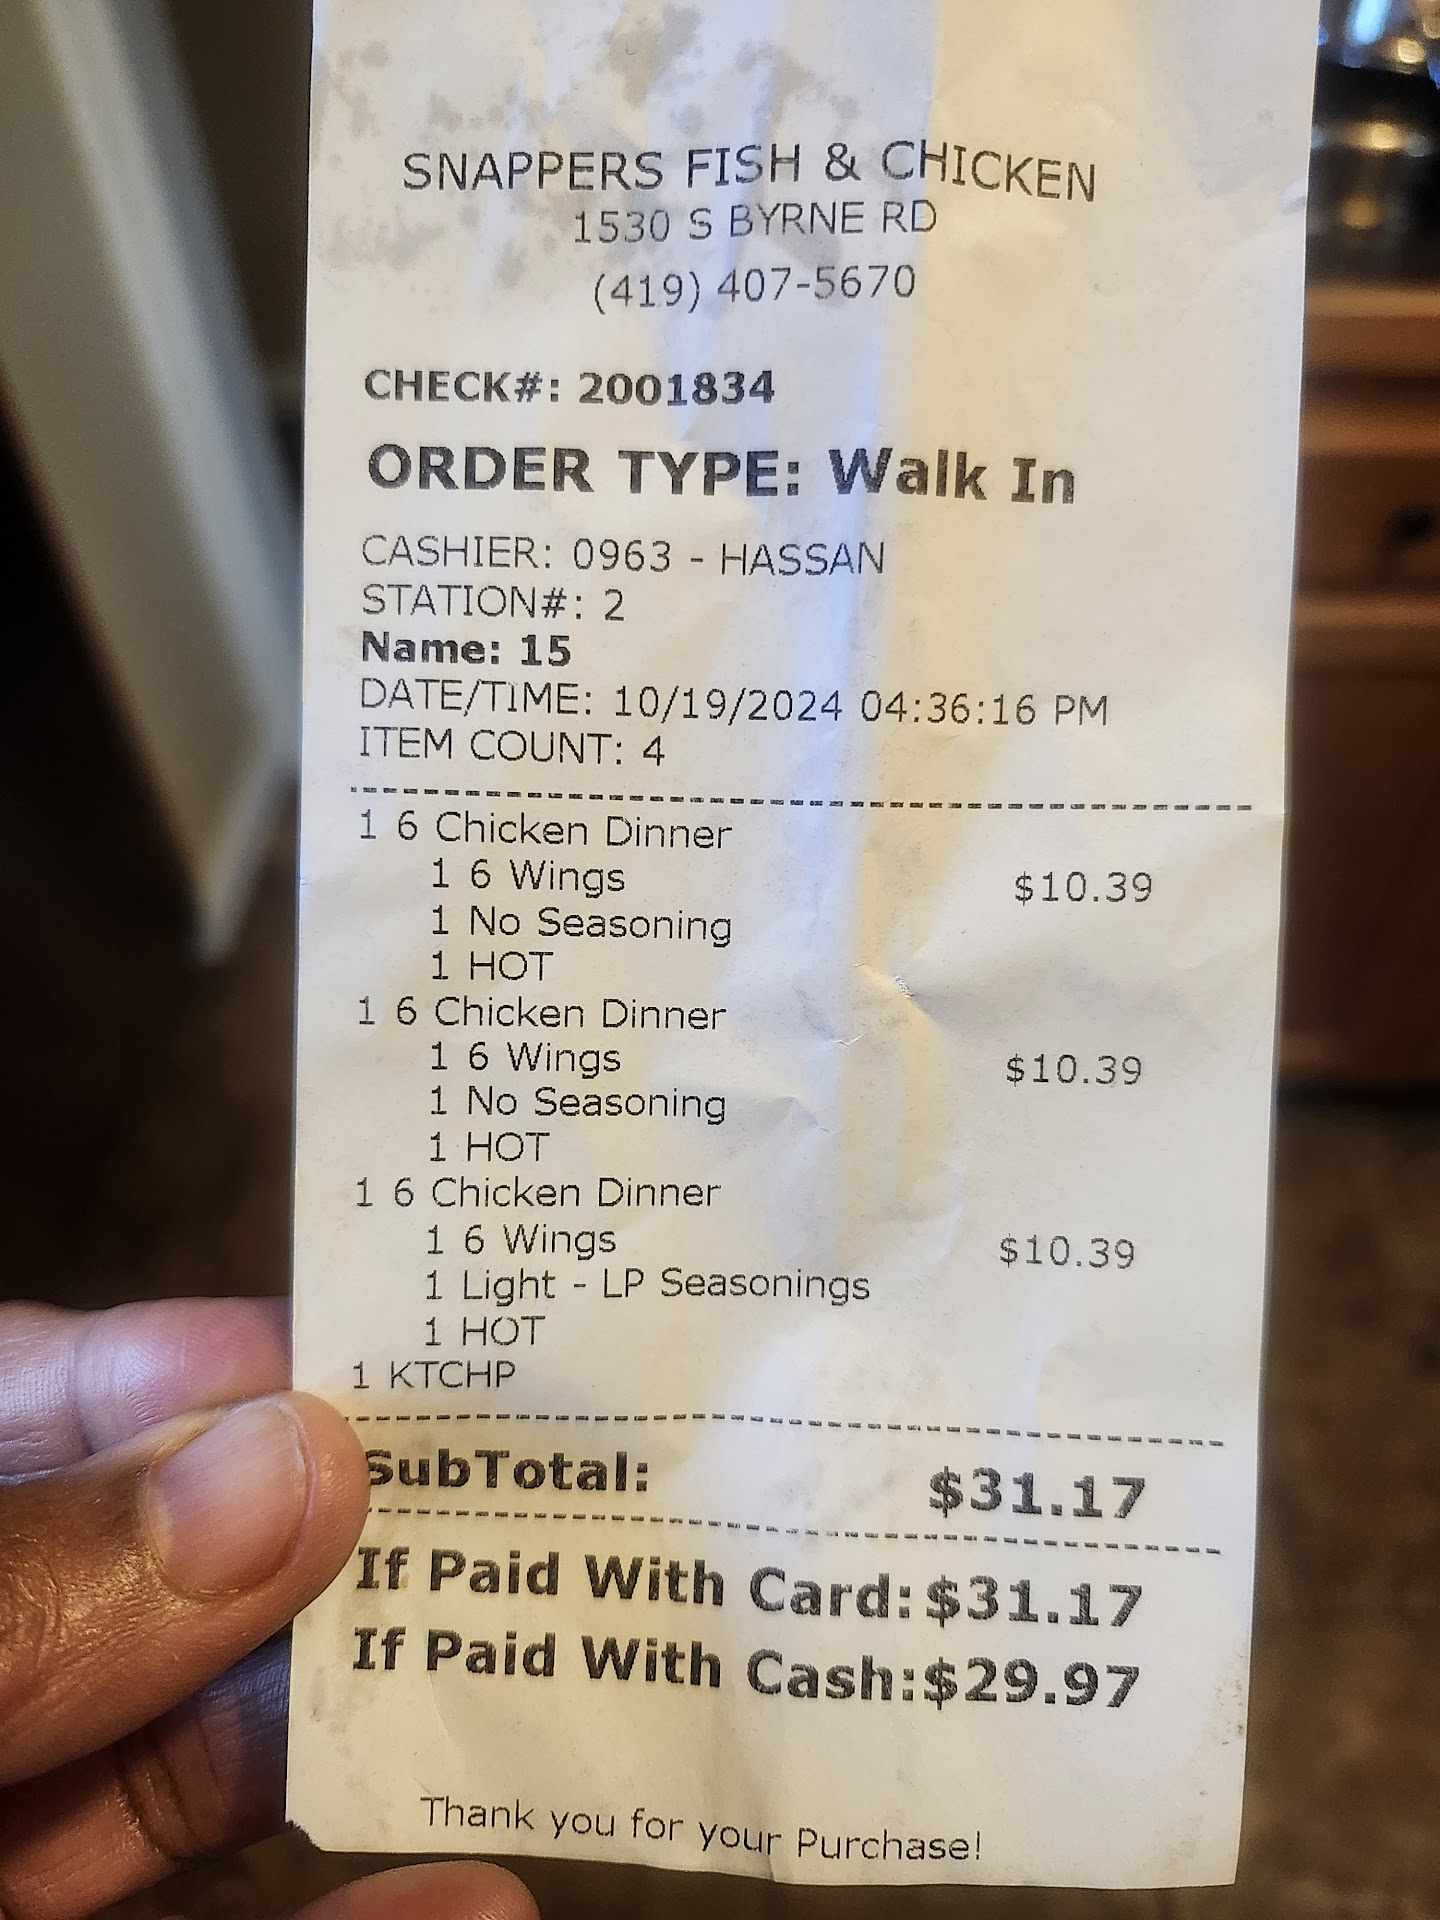 SNAPPERS FISH & CHICKEN
1530 S BYRNE RD
(419) 407-5670
CHECK#: 2001834
ORDER TYPE: Walk In
CASHIER: 0963 - HASSAN
STATION#: 2
Name: 15
DATE/TIME: 10/19/2024 04:36:16 PM
ITEM COUNT: 4
1 6 Chicken Dinner
1 6 Wings $10.39
1 No Seasoning
1 HOT
1 6 Chicken Dinner
1 6 Wings $10.39
1 No Seasoning
1 HOT
1 6 Chicken Dinner
1 6 Wings $10.39
1 Light - LP Seasonings
1 HOT
1 KTCHP
SubTotal: $31.17
If Paid With Card:$31.17
If Paid With Cash:$29.97
Thank you for your Purchase!